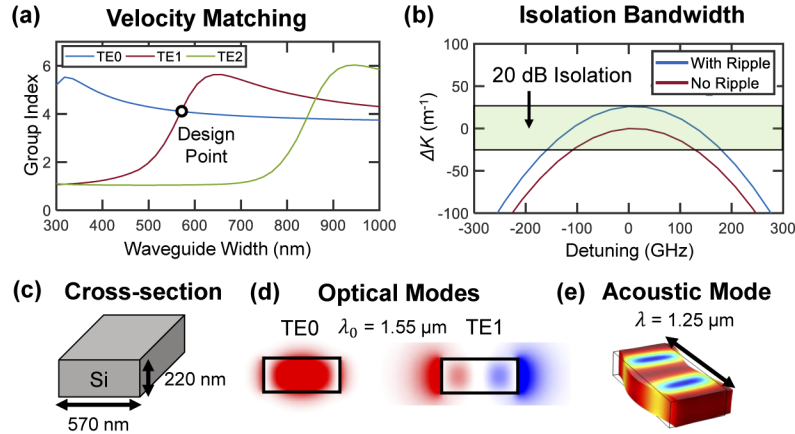 (a) Velocity Matching
TE0 TE1 TE2
Group Index
6
4
2
0
Design
Point
300 400 500 600 700 800 900 1000
Waveguide Width (nm)
(b) Isolation Bandwidth
With Ripple
No Ripple
20 dB Isolation
ΔK (m⁻¹)
100
50
0
-50
-100
-300 -200 -100 0 100 200 300
Detuning (GHz)
(c) Cross-section
Si
220 nm
570 nm
(d) Optical Modes
TE0 λ₀ = 1.55 μm TE1
(e) Acoustic Mode
λ = 1.25 μm